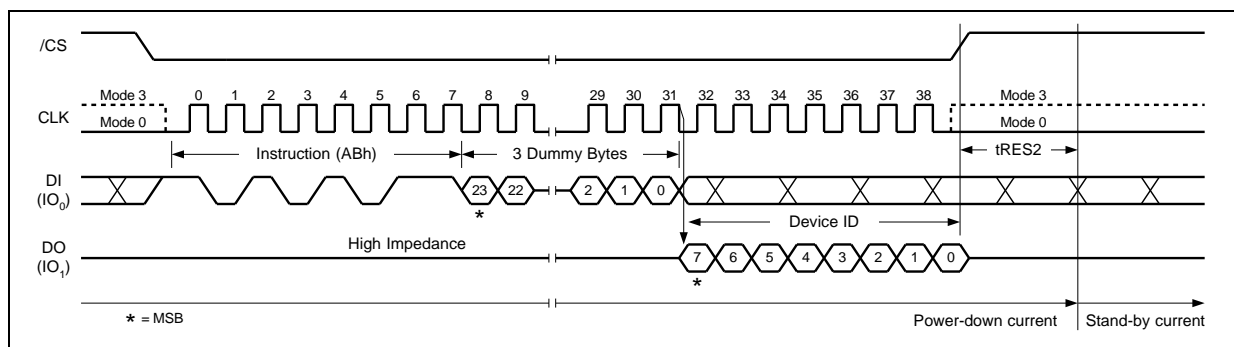 /CS
Mode 3
0 1 2 3 4 5 6 7 8 9 29 30 31 32 33 34 35 36 37 38
Mode 3
CLK
Mode 0
Mode 0
Instruction (ABh)
3 Dummy Bytes
tRES2
DI
(IO0)
23 22 2 1 0
*
Device ID
High Impedance
DO
(IO1)
7 6 5 4 3 2 1 0
*
* = MSB
Power-down current
Stand-by current